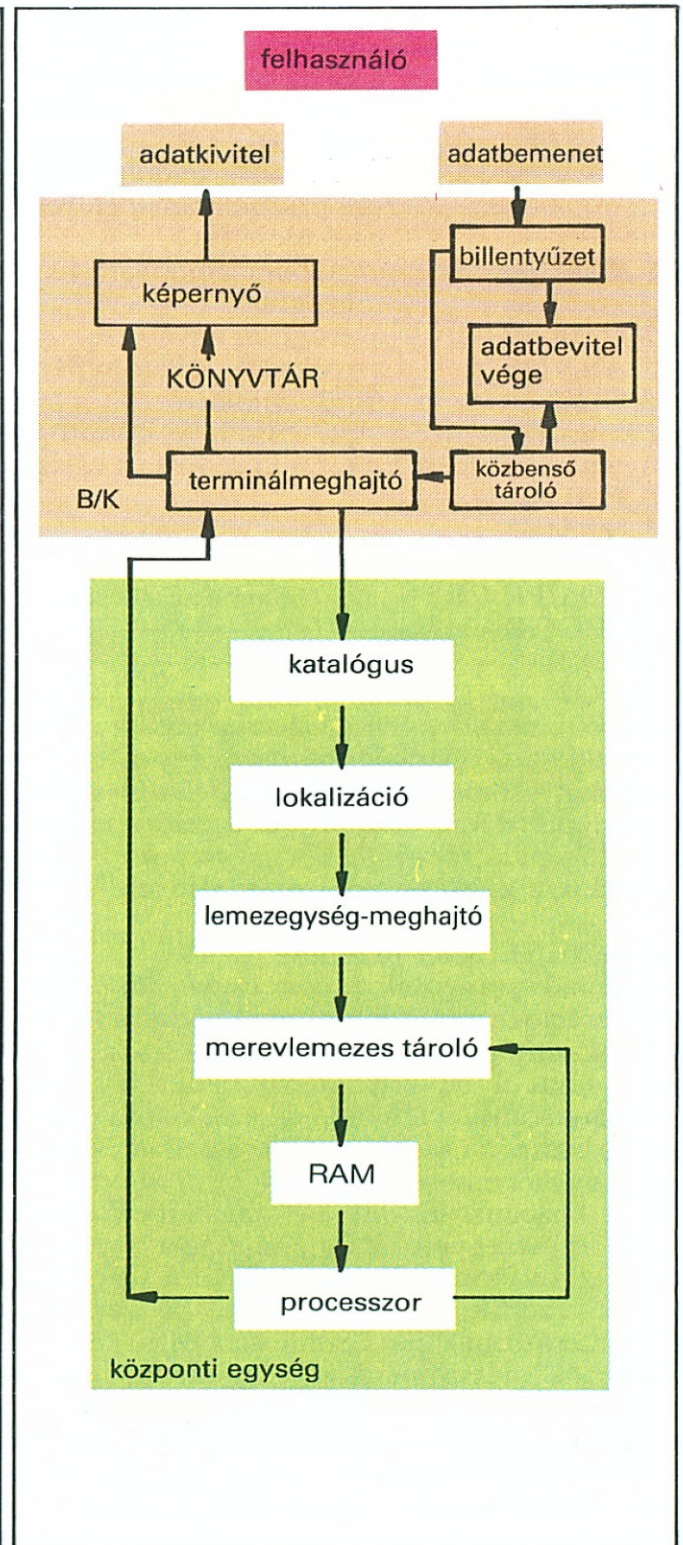 felhasználó
adatkivitel
adatbemenet
billentyűzet
képernyő
adatbevitel
vége
KÖNYVTÁR
közbenső
tároló
terminálmeghajtó
B/K
katalógus
lokalizáció
lemezegység-meghajtó
merevlemezes tároló
RAM
processzor
központi egység